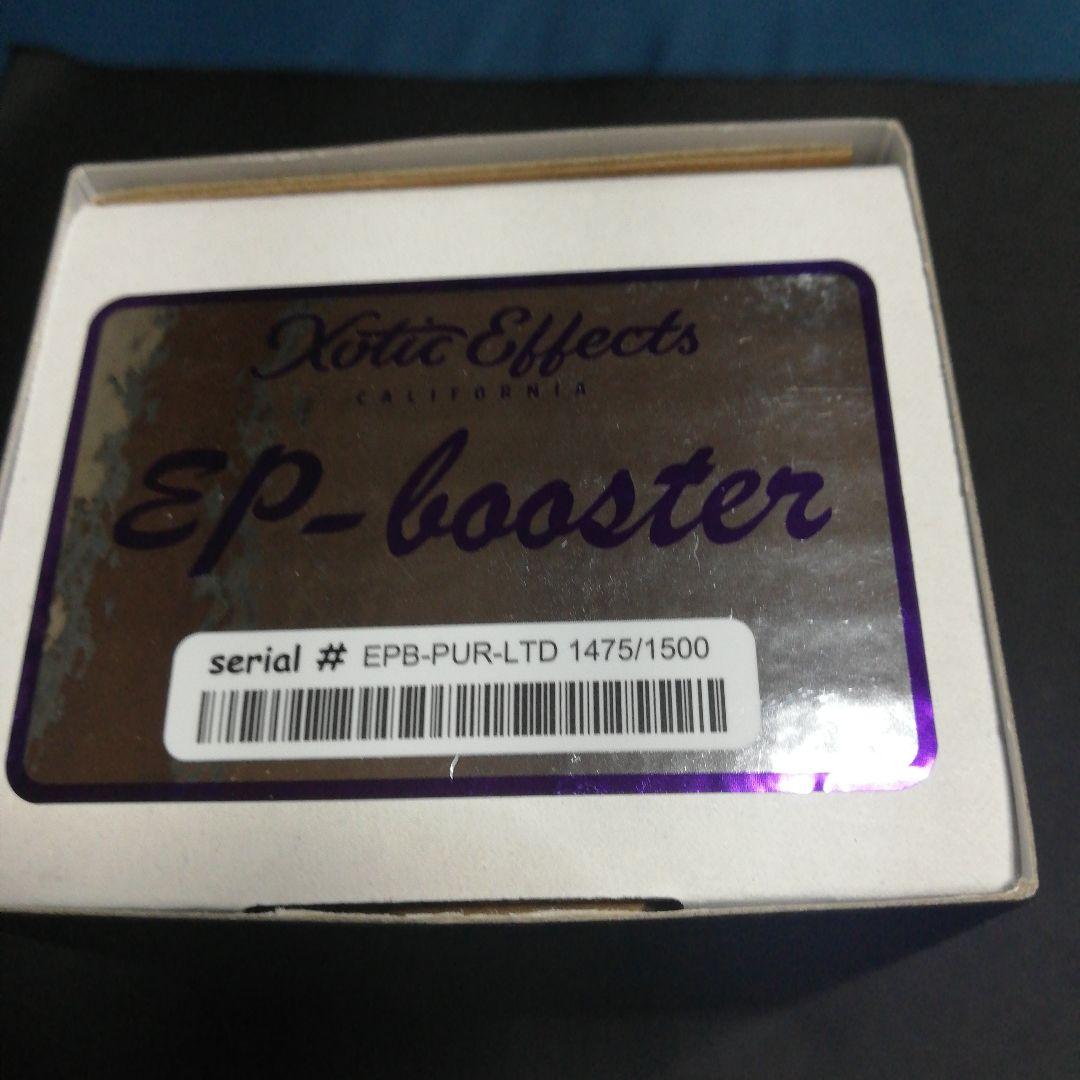 Xotic Effects
CALIFORNIA
EP-booster
serial # EPB-PUR-LTD 1475/1500